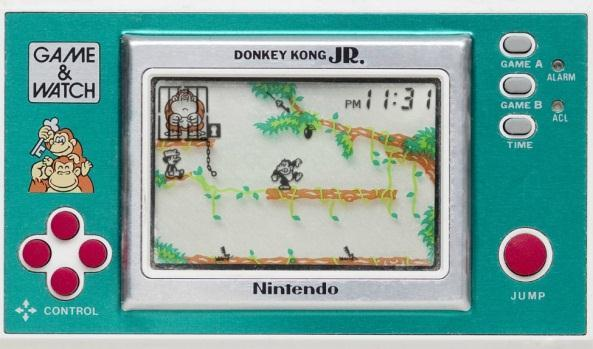 GAME
&
WATCH
DONKEY KONG JR.
PM 11:31
GAME A
ALARM
GAME B
ACL
TIME
CONTROL
Nintendo
JUMP